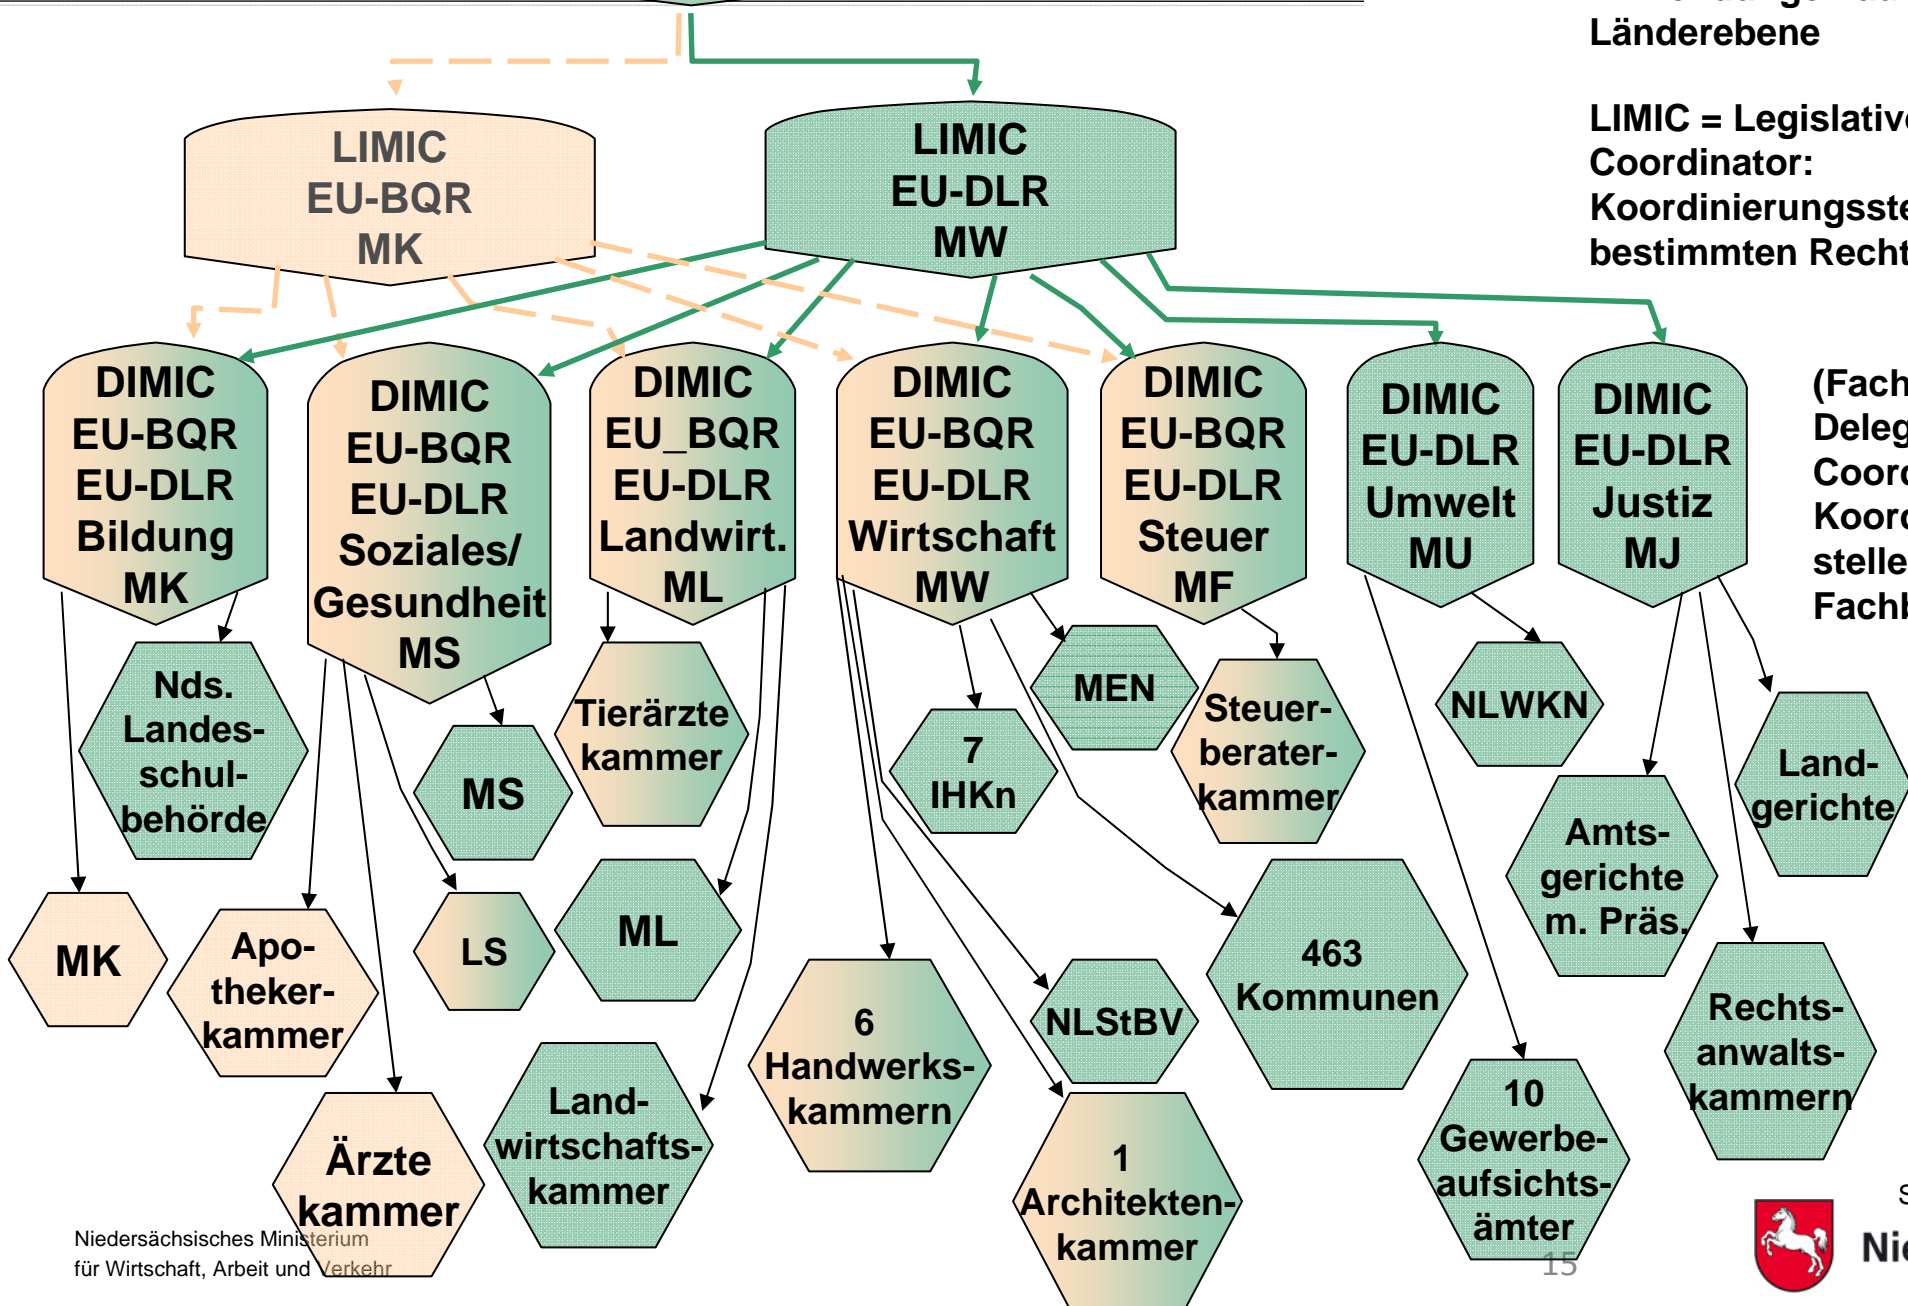 Länderebene
LIMIC = Legislative
Coordinator:
Koordinierungsste
bestimmten Recht
LIMIC
EU-BQR
MK
LIMIC
EU-DLR
MW
DIMIC
EU-BQR
EU-DLR
Bildung
MK
DIMIC
EU-BQR
EU-DLR
Soziales/
Gesundheit
MS
DIMIC
EU_BQR
EU-DLR
Landwirt.
ML
DIMIC
EU-BQR
EU-DLR
Wirtschaft
MW
DIMIC
EU-BQR
EU-DLR
Steuer
MF
DIMIC
EU-DLR
Umwelt
MU
DIMIC
EU-DLR
Justiz
MJ
(Fach
Deleg
Coord
Koord
stelle
Fachb
Nds.
Landes-
schul-
behörde
MS
Tierärzte
kammer
7
IHKn
MEN
Steuer-
berater-
kammer
NLWKN
Land-
gerichte
Amts-
gerichte
m. Präs.
MK
Apo-
theker-
kammer
LS
ML
6
Handwerks-
kammern
NLStBV
463
Kommunen
Rechts-
anwalts-
kammern
Ärzte
kammer
Land-
wirtschafts-
kammer
1
Architekten-
kammer
10
Gewerbe-
aufsichts-
ämter
Niedersächsisches Ministerium
für Wirtschaft, Arbeit und Verkehr
15
S
Nie